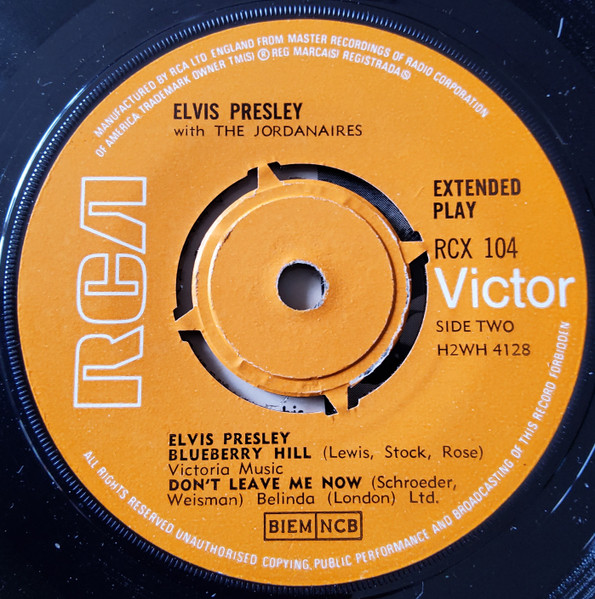 MANUFACTURED BY RCA LTD ENGLAND FROM MASTER RECORDINGS OF RADIO CORPORATION
OF AMERICA TRADEMARK OWNER TM(S) ® REG MARCA(S) REGISTRADA®
ELVIS PRESLEY
with THE JORDANAIRES
RCA
EXTENDED
PLAY
RCX 104
Victor
SIDE TWO
H2WH 4128
ELVIS PRESLEY
BLUEBERRY HILL (Lewis, Stock, Rose)
Victoria Music
DON'T LEAVE ME NOW (Schroeder,
Weisman) Belinda (London) Ltd.
BIEM NCB
ALL RIGHTS RESERVED UNAUTHORISED COPYING, PUBLIC PERFORMANCE AND BROADCASTING OF THIS RECORD FORBIDDEN